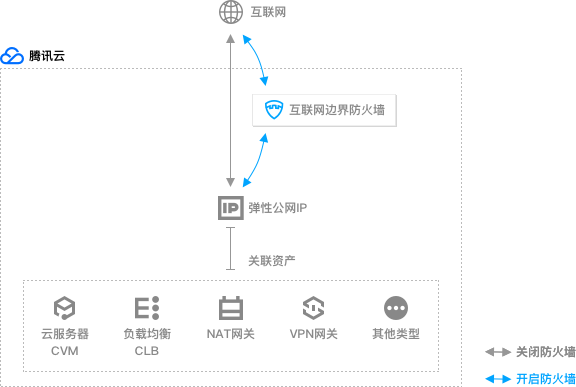 互联网
腾讯云
互联网边界防火墙
IP
弹性公网IP
关联资产
云服务器
CVM
负载均衡
CLB
NAT网关
VPN网关
其他类型
关闭防火墙
开启防火墙